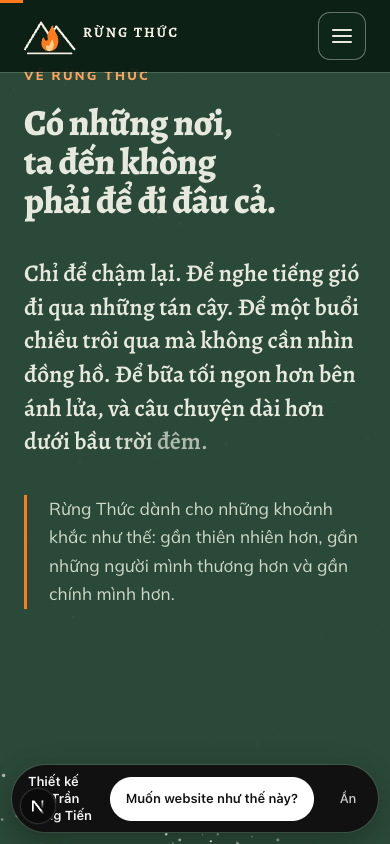 RỪNG THỨC
VỀ RỪNG THỨC
Có những nơi,
ta đến không
phải để đi đâu cả.
Chỉ để chậm lại. Để nghe tiếng gió
đi qua những tán cây. Để một buổi
chiều trôi qua mà không cần nhìn
đồng hồ. Để bữa tối ngon hơn bên
ánh lửa, và câu chuyện dài hơn
dưới bầu trời đêm.
Rừng Thức dành cho những khoảnh
khắc như thế: gần thiên nhiên hơn, gần
những người mình thương hơn và gần
chính mình hơn.
Thiết kế
Trần
Tiến
Muốn website như thế này?
Ẩn
N